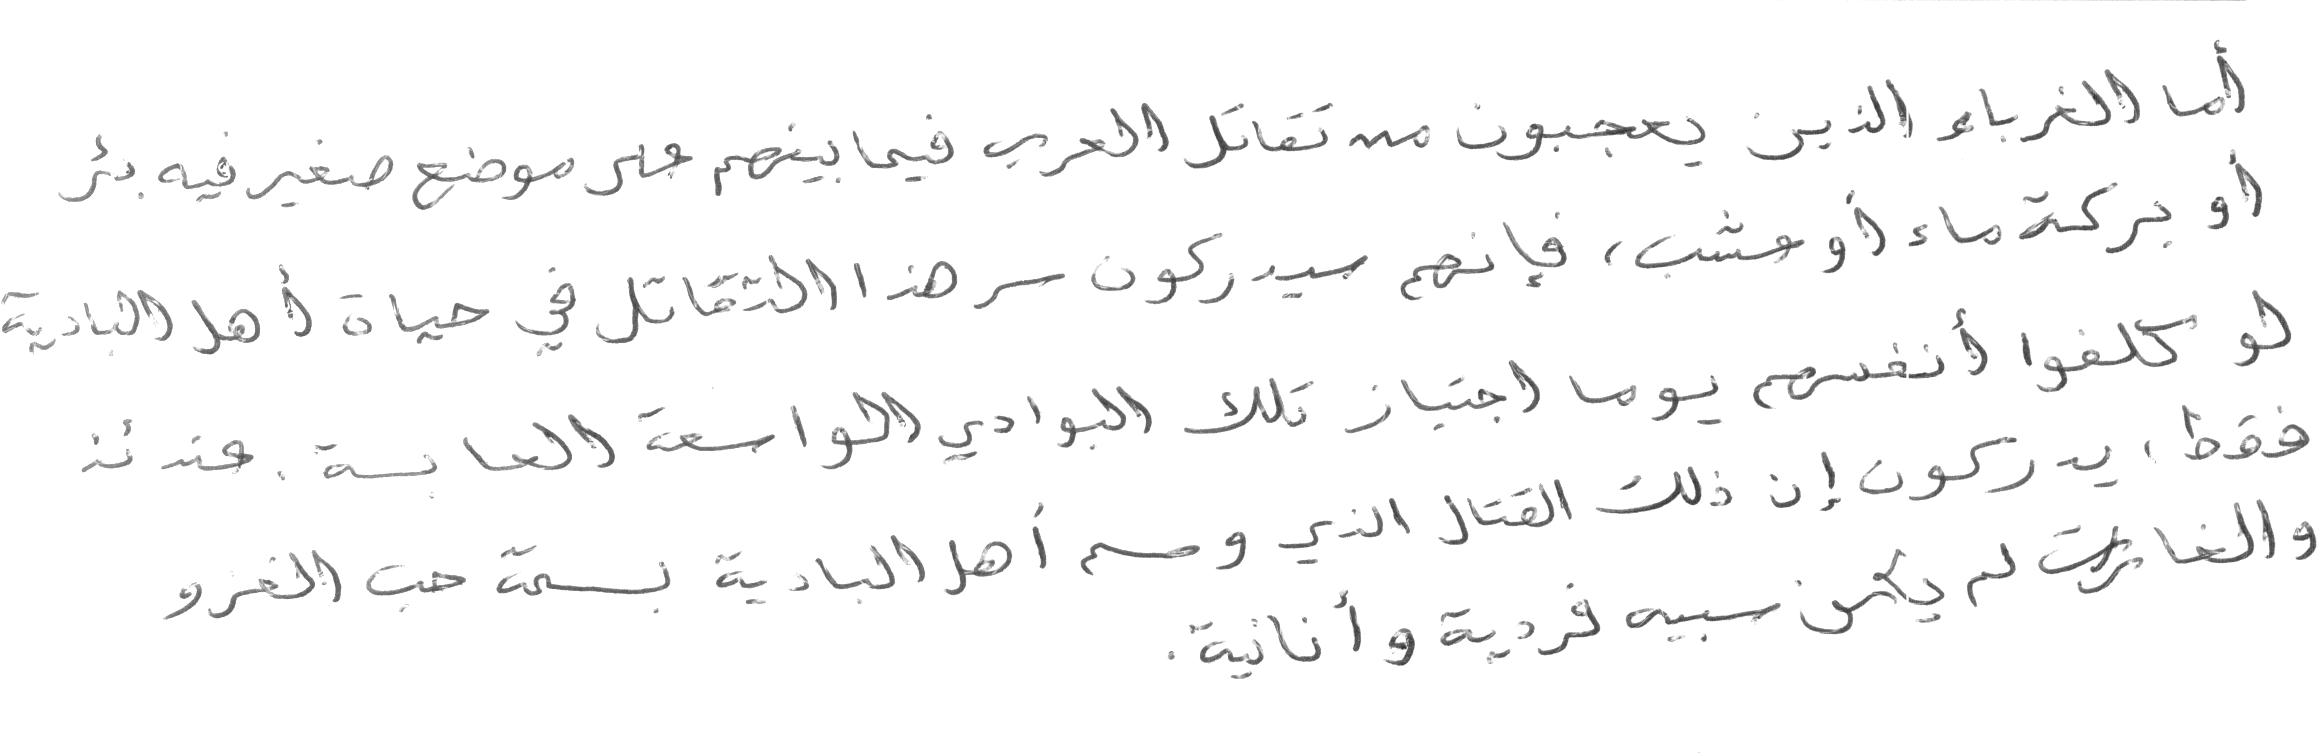 أما الغرباء الذين يعجبون من تقاتل العرب فيما بينهم على موضع صغير فيه بئر
أو بركة ماء أو عشب، فإنهم سيدركون سر هذا التقاتل في حياة أهل البادية
لو كلفوا أنفسهم يوما اجتياز تلك البوادي الواسعة العابسة. عندئذ
فقط، يدركون إن ذلك القتال الذي وسم أهل البادية بسمة حب الغزو
والغارات لم يكن سببه فردية وأنانية.